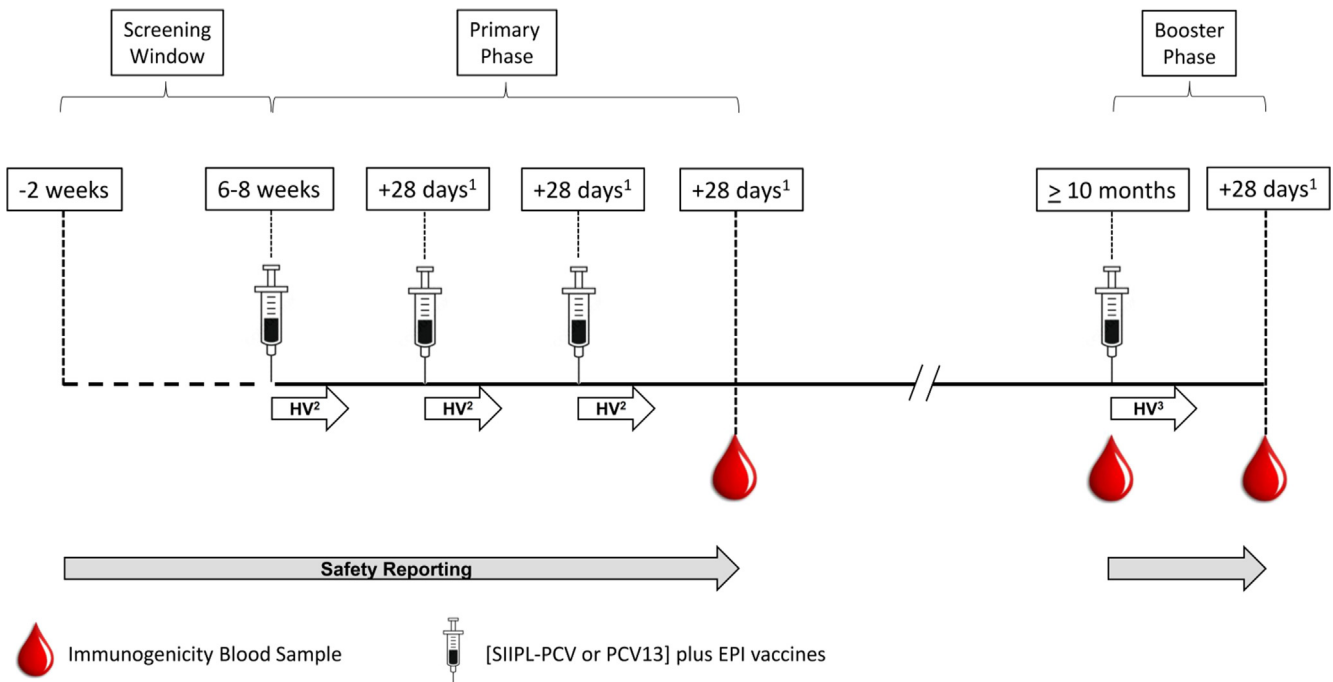 Screening
Window
Primary
Phase
Booster
Phase
-2 weeks
6-8 weeks
+28 days¹
+28 days¹
+28 days¹
≥ 10 months
+28 days¹
HV²
HV²
HV²
HV³
Safety Reporting
Immunogenicity Blood Sample
[SIIPL-PCV or PCV13] plus EPI vaccines